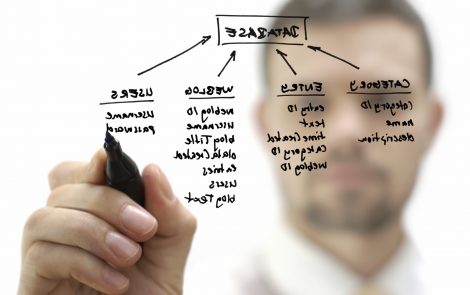 DATABASE
USERS
username
password
WEBLOG
weblog ID
username
blog Title
date Created
Entries
users
blog Text
ENTRY
entry ID
text
time Created
Category ID
Weblog ID
CATEGORY
category ID
name
description